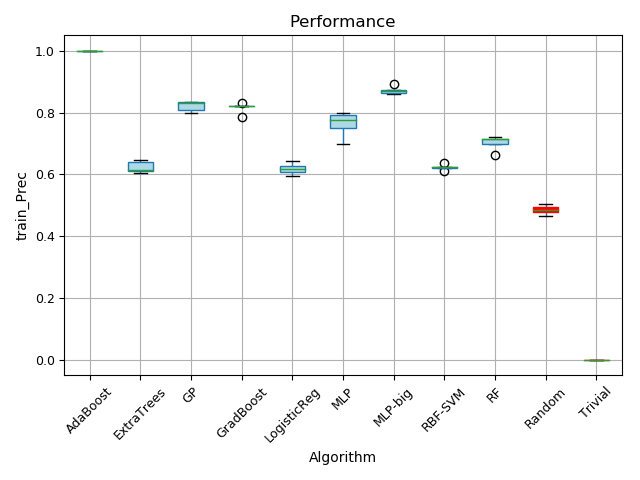 Performance
train_Prec
1.0
0.8
0.6
0.4
0.2
0.0
AdaBoost
ExtraTrees
GP
GradBoost
LogisticReg
MLP
MLP-big
RBF-SVM
RF
Random
Trivial
Algorithm